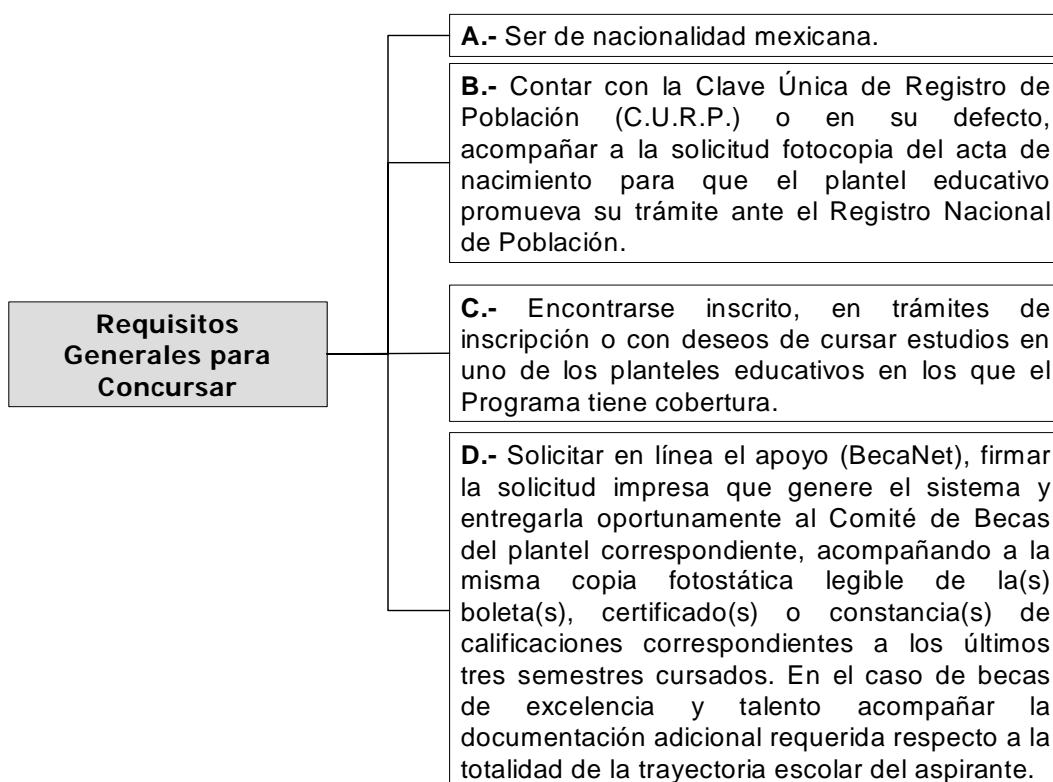 Requisitos
Generales para
Concursar
A.- Ser de nacionalidad mexicana.
B.- Contar con la Clave Única de Registro de
Población (C.U.R.P.) o en su defecto,
acompañar a la solicitud fotocopia del acta de
nacimiento para que el plantel educativo
promueva su trámite ante el Registro Nacional
de Población.
C.- Encontrarse inscrito, en trámites de
inscripción o con deseos de cursar estudios en
uno de los planteles educativos en los que el
Programa tiene cobertura.
D.- Solicitar en línea el apoyo (BecaNet), firmar
la solicitud impresa que genere el sistema y
entregarla oportunamente al Comité de Becas
del plantel correspondiente, acompañando a la
misma copia fotostática legible de la(s)
boleta(s), certificado(s) o constancia(s) de
calificaciones correspondientes a los últimos
tres semestres cursados. En el caso de becas
de excelencia y talento acompañar la
documentación adicional requerida respecto a la
totalidad de la trayectoria escolar del aspirante.